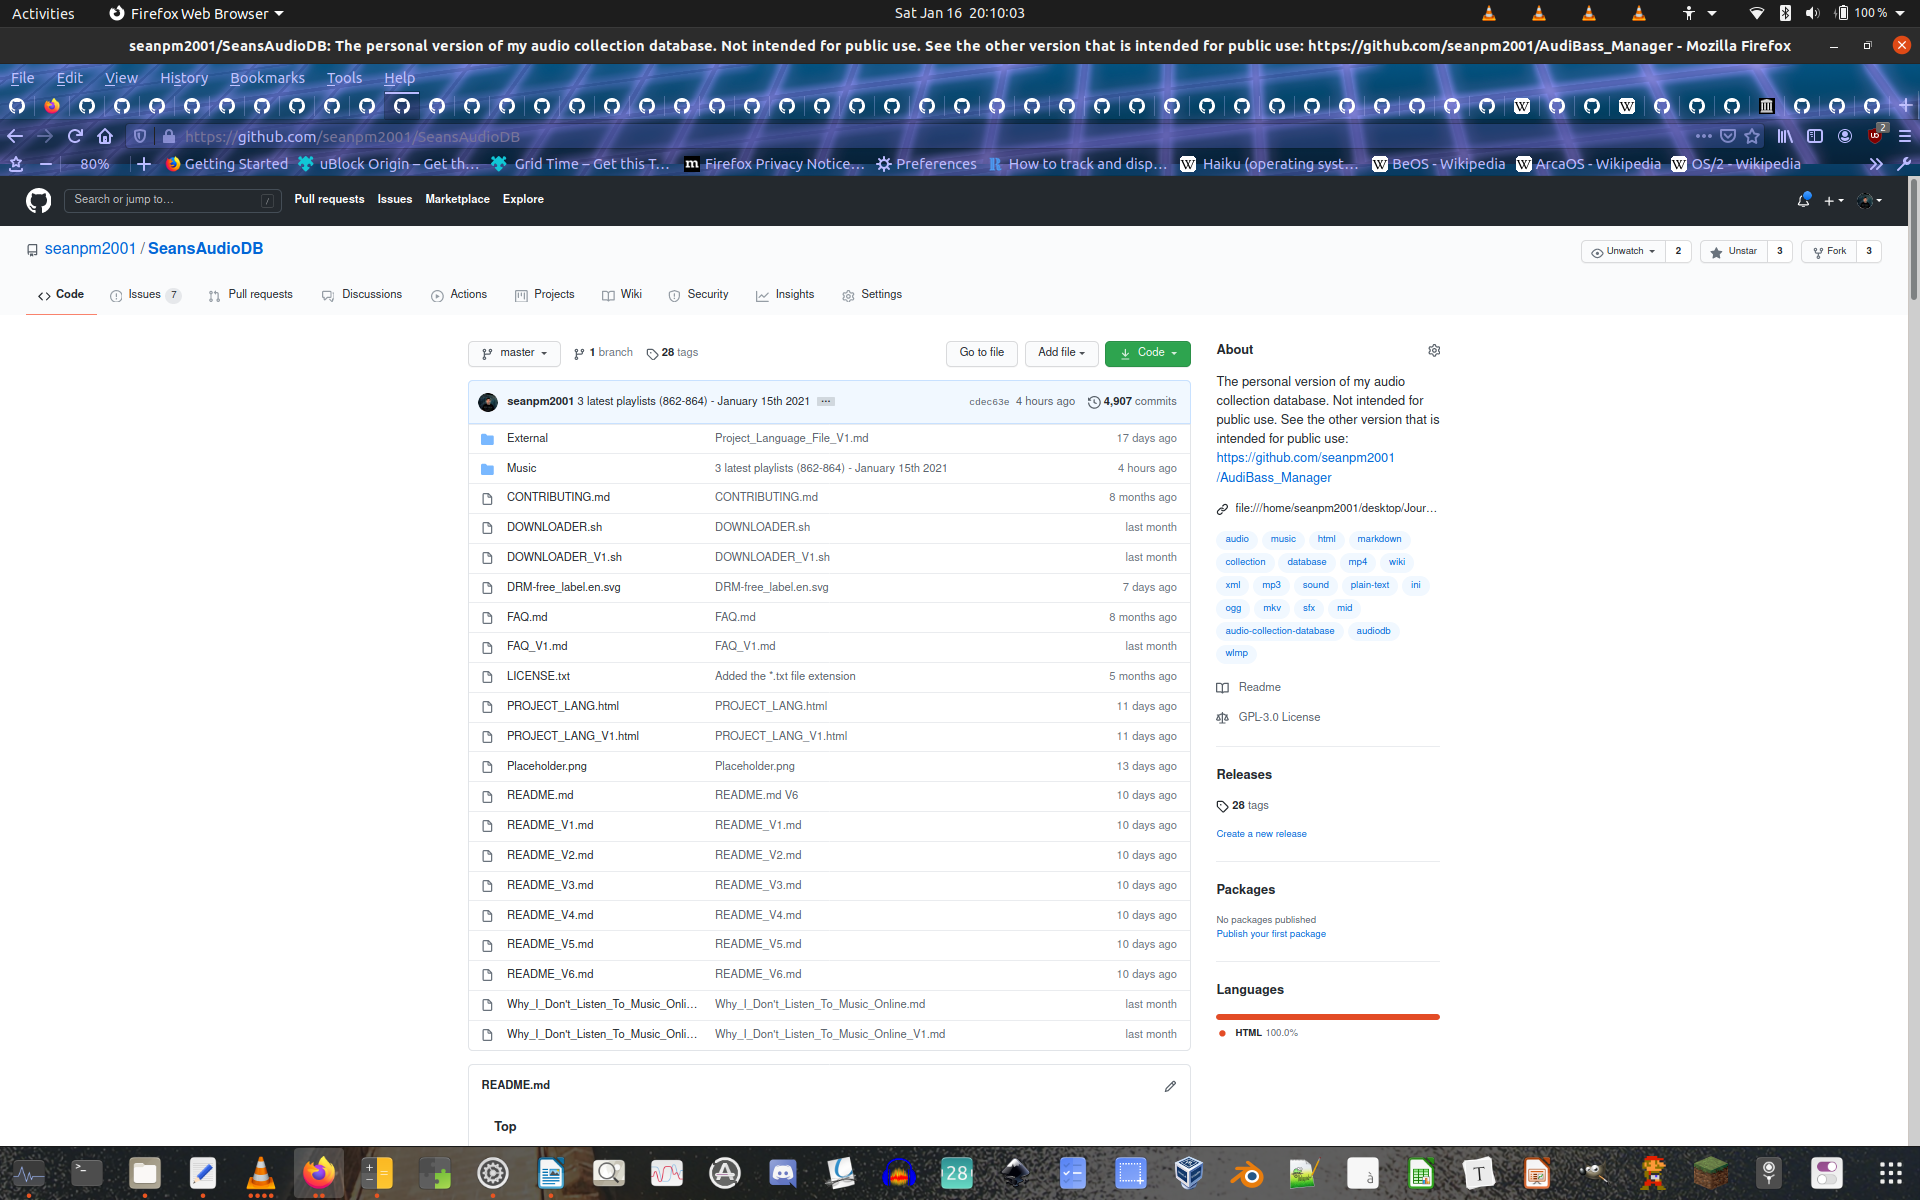 Activities
Firefox Web Browser
Sat Jan 16 20:10:03
100 %
seanpm2001/SeansAudioDB: The personal version of my audio collection database. Not intended for public use. See the other version that is intended for public use: https://github.com/seanpm2001/AudiBass_Manager - Mozilla Firefox
File Edit View History Bookmarks Tools Help
https://github.com/seanpm2001/SeansAudioDB
2
80%
Getting Started
uBlock Origin – Get th…
Grid Time – Get this T…
Firefox Privacy Notice…
Preferences
How to track and disp…
Haiku (operating syst…
BeOS - Wikipedia
ArcaOS - Wikipedia
OS/2 - Wikipedia
Search or jump to…
/
Pull requests Issues Marketplace Explore
seanpm2001 / SeansAudioDB
Unwatch 2
Unstar 3
Fork 3
Code
Issues 7
Pull requests
Discussions
Actions
Projects
Wiki
Security
Insights
Settings
master
1 branch
28 tags
Go to file
Add file
Code
seanpm2001 3 latest playlists (862-864) - January 15th 2021 ...
cdec63e 4 hours ago
4,907 commits
External Project_Language_File_V1.md 17 days ago
Music 3 latest playlists (862-864) - January 15th 2021 4 hours ago
CONTRIBUTING.md CONTRIBUTING.md 8 months ago
DOWNLOADER.sh DOWNLOADER.sh last month
DOWNLOADER_V1.sh DOWNLOADER_V1.sh last month
DRM-free_label.en.svg DRM-free_label.en.svg 7 days ago
FAQ.md FAQ.md 8 months ago
FAQ_V1.md FAQ_V1.md last month
LICENSE.txt Added the *.txt file extension 5 months ago
PROJECT_LANG.html PROJECT_LANG.html 11 days ago
PROJECT_LANG_V1.html PROJECT_LANG_V1.html 11 days ago
Placeholder.png Placeholder.png 13 days ago
README.md README.md V6 10 days ago
README_V1.md README_V1.md 10 days ago
README_V2.md README_V2.md 10 days ago
README_V3.md README_V3.md 10 days ago
README_V4.md README_V4.md 10 days ago
README_V5.md README_V5.md 10 days ago
README_V6.md README_V6.md 10 days ago
Why_I_Don't_Listen_To_Music_Onli… Why_I_Don't_Listen_To_Music_Online.md last month
Why_I_Don't_Listen_To_Music_Onli… Why_I_Don't_Listen_To_Music_Online_V1.md last month
README.md
Top
About
The personal version of my audio
collection database. Not intended for
public use. See the other version that is
intended for public use:
https://github.com/seanpm2001
/AudiBass_Manager
file:///home/seanpm2001/desktop/Jour…
audio music html markdown
collection database mp4 wiki
xml mp3 sound plain-text ini
ogg mkv sfx mid
audio-collection-database audiodb
wlmp
Readme
GPL-3.0 License
Releases
28 tags
Create a new release
Packages
No packages published
Publish your first package
Languages
HTML 100.0%
28